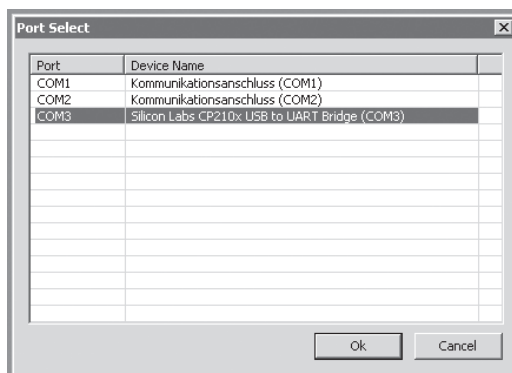 Port Select
Port Device Name
COM1 Kommunikationsanschluss (COM1)
COM2 Kommunikationsanschluss (COM2)
COM3 Silicon Labs CP210x USB to UART Bridge (COM3)
Ok Cancel